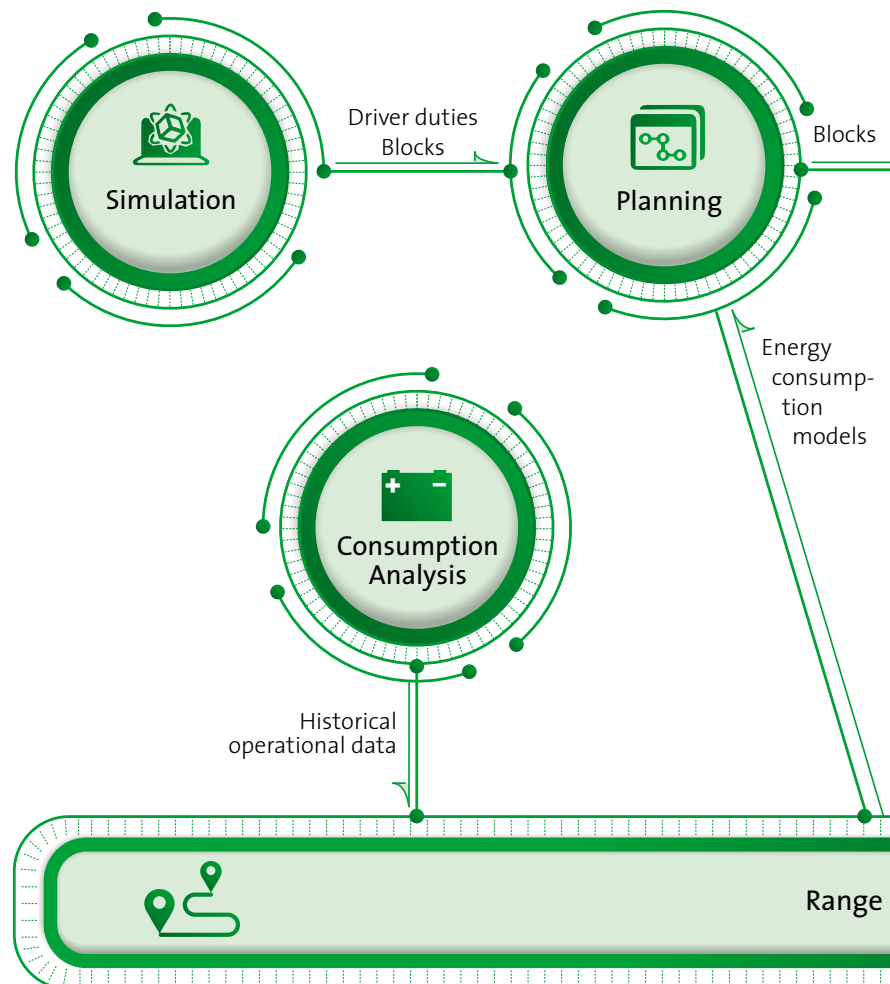 Simulation
Driver duties
Blocks
Planning
Blocks
Energy
consump-
tion
models
Consumption
Analysis
Historical
operational data
Range